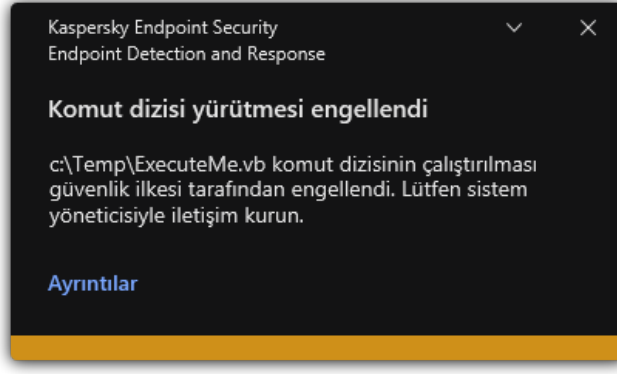 Kaspersky Endpoint Security
Endpoint Detection and Response
Komut dizisi yürütmesi engellendi
c:\Temp\ExecuteMe.vb komut dizisinin çalıştırılması
güvenlik ilkesi tarafından engellendi. Lütfen sistem
yöneticisiyle iletişim kurun.
Ayrıntılar